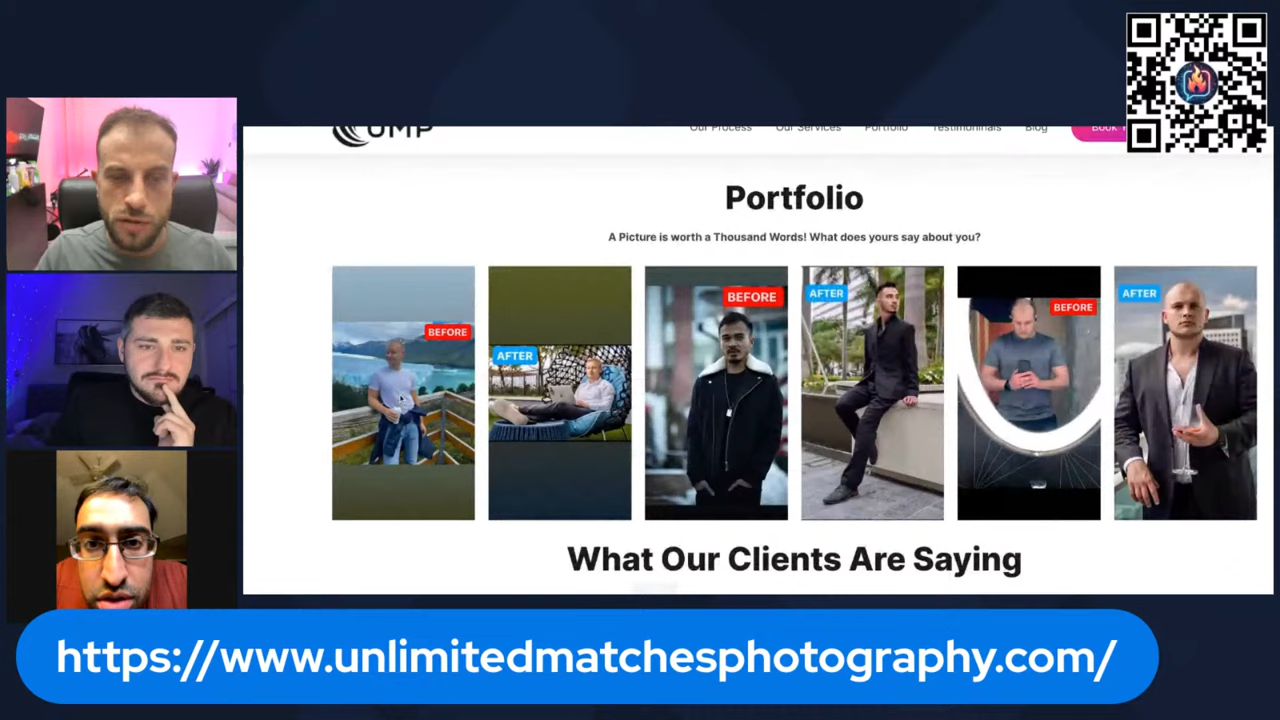 UMP
Our Process Our Services Portfolio Testimonials Blog Book
Portfolio
A Picture is worth a Thousand Words! What does yours say about you?
BEFORE
AFTER
BEFORE
AFTER
BEFORE
AFTER
What Our Clients Are Saying
https://www.unlimitedmatchesphotography.com/